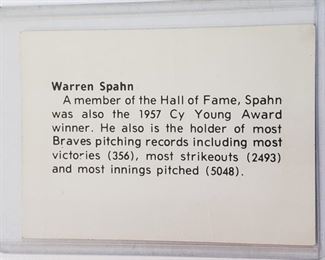 Warren Spahn
A member of the Hall of Fame, Spahn
was also the 1957 Cy Young Award
winner. He also is the holder of most
Braves pitching records including most
victories (356), most strikeouts (2493)
and most innings pitched (5048).